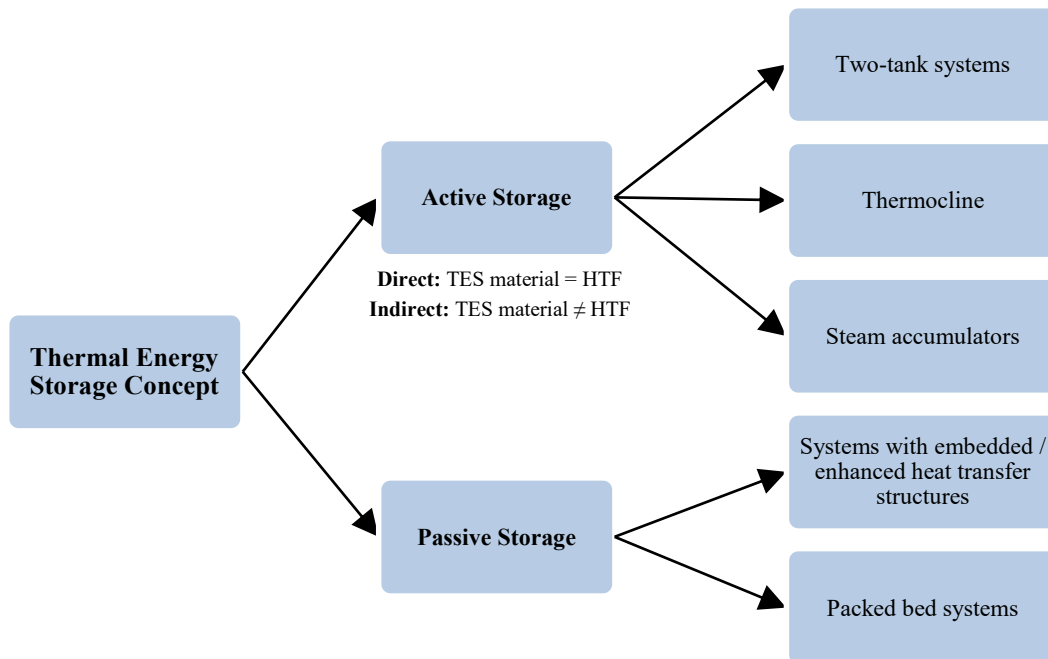 Two-tank systems
Active Storage
Thermocline
Direct: TES material = HTF
Indirect: TES material ≠ HTF
Steam accumulators
Thermal Energy
Storage Concept
Systems with embedded /
enhanced heat transfer
structures
Passive Storage
Packed bed systems